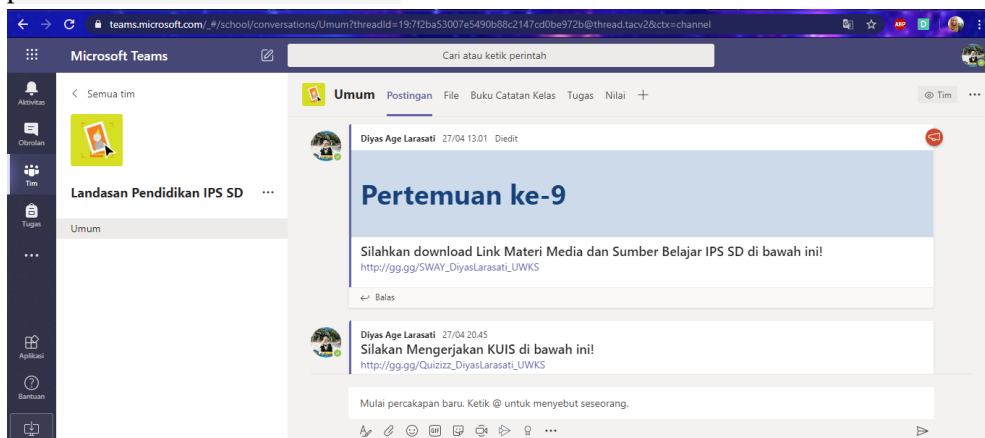 teams.microsoft.com/_#/school/conversations/Umum?threadId=19:7f2ba53007e5490b88c2147cd0be972b@thread.tacv2&ctx=channel
ABP
D
Microsoft Teams
Cari atau ketik perintah
Aktivitas
Obrolan
Tim
Tugas
Aplikasi
Bantuan
Semua tim
Landasan Pendidikan IPS SD
Umum
Umum Postingan File Buku Catatan Kelas Tugas Nilai
Tim
Diyas Age Larasati 27/04 13.01 Diedit
Pertemuan ke-9
Silahkan download Link Materi Media dan Sumber Belajar IPS SD di bawah ini!
http://gg.gg/SWAY_DiyasLarasati_UWKS
Balas
Diyas Age Larasati 27/04 20.45
Silakan Mengerjakan KUIS di bawah ini!
http://gg.gg/Quizizz_DiyasLarasati_UWKS
Mulai percakapan baru. Ketik @ untuk menyebut seseorang.
GIF